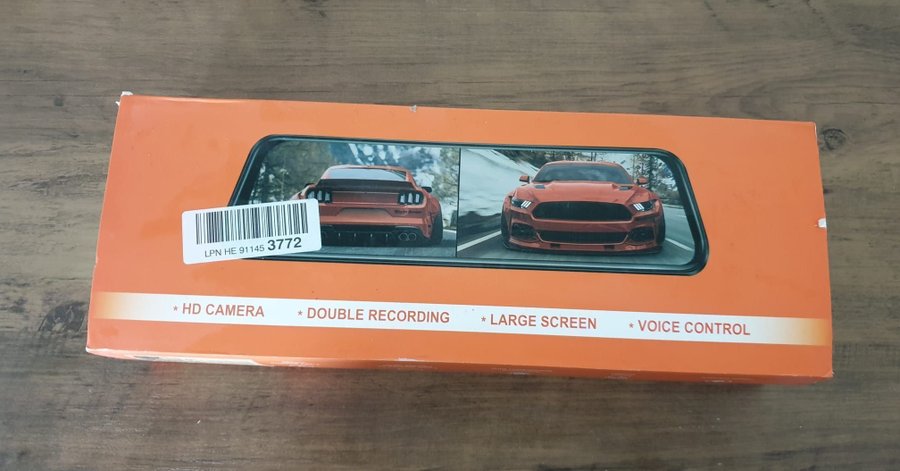 LPN HE 91145 3772
* HD CAMERA * DOUBLE RECORDING * LARGE SCREEN * VOICE CONTROL